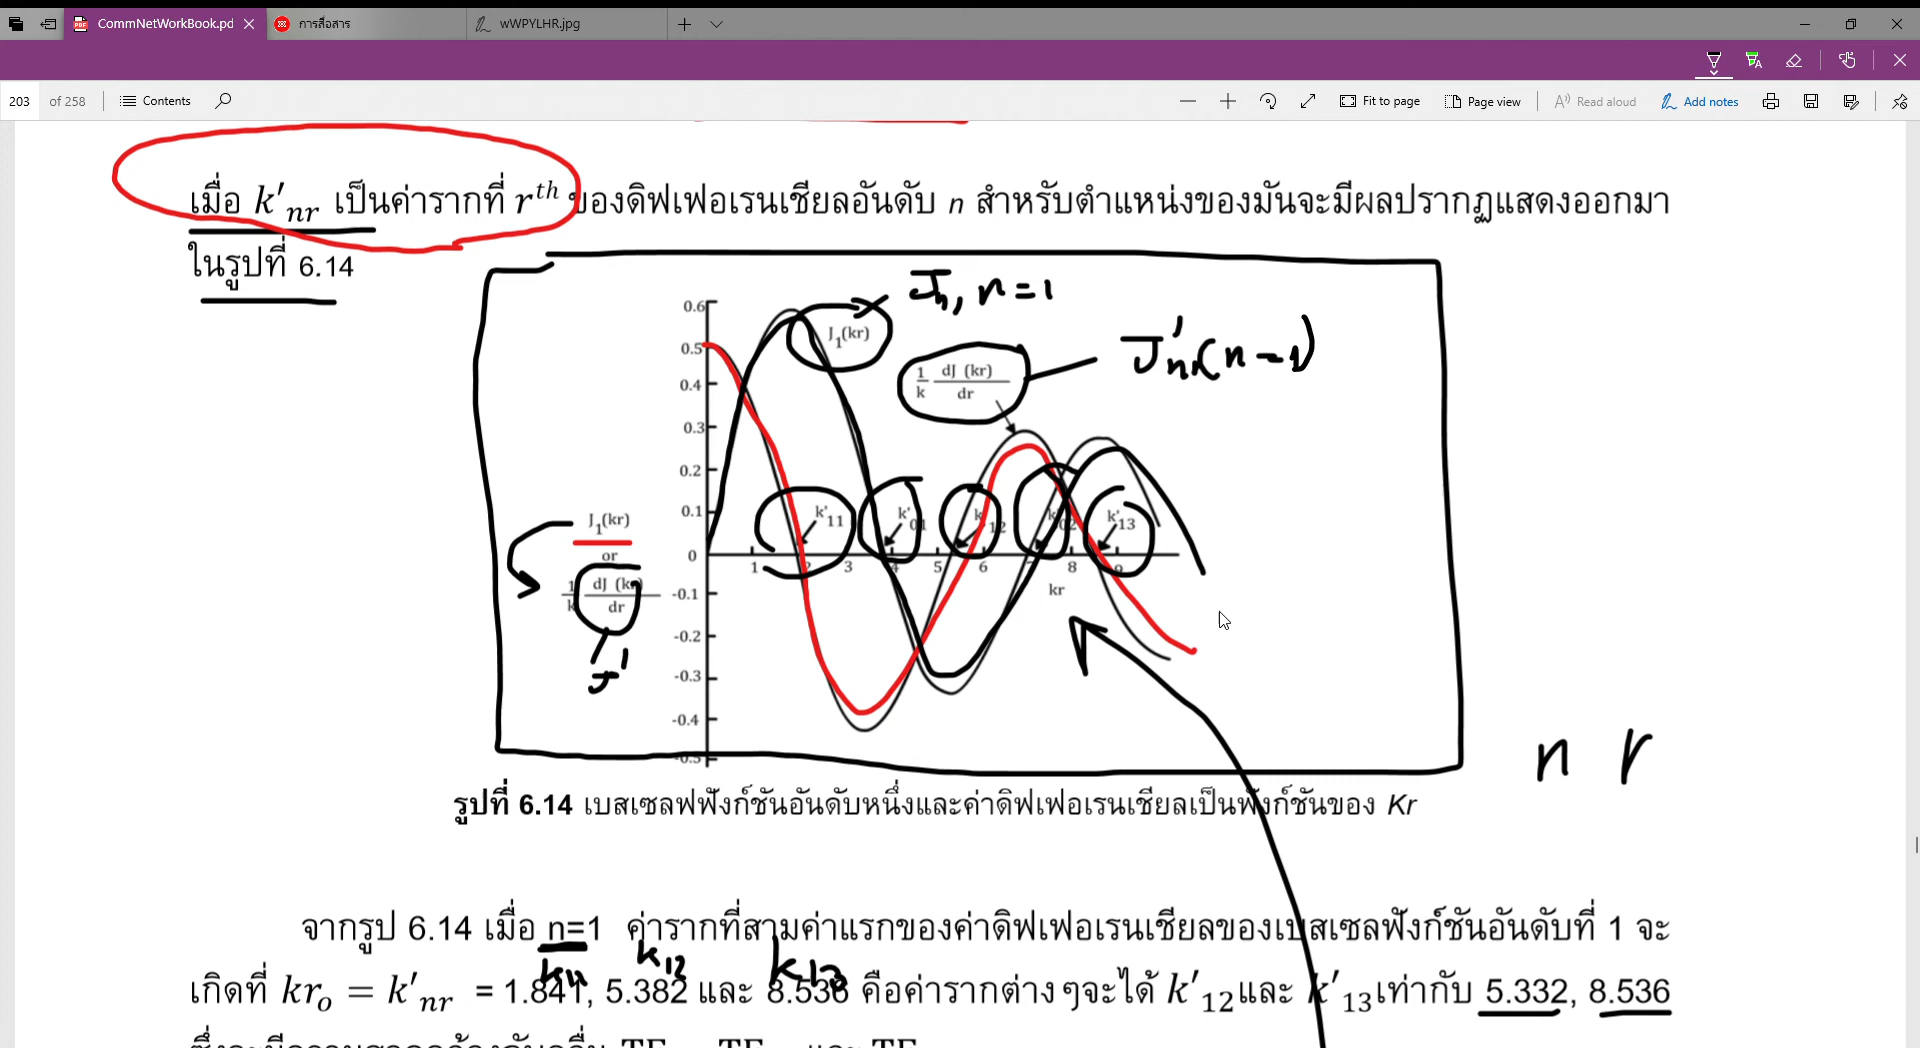 CommNetWorkBook.pd
การสื่อสาร
wWPYLHR.jpg
203 of 258
Contents
Fit to page
Page view
Read aloud
Add notes
เมื่อ k′nr เป็นค่ารากที่ rth ของดิฟเฟอเรนเชียลอันดับ n สำหรับตำแหน่งของมันจะมีผลปรากฏแสดงออกมา
ในรูปที่ 6.14
Jn, n=1
J1(kr)
J′n, (n=1)
1/k dJ (kr)/dr
0.6
0.5
0.4
0.3
0.2
0.1
0
-0.1
-0.2
-0.3
-0.4
-0.5
k′11
k′01
k′12
k′02
k′13
1 2 3 4 5 6 7 8 9
kr
J1(kr)
or
1/k dJ (kr)/dr
J′
n r
รูปที่ 6.14 เบสเซลฟฟังก์ชันอันดับหนึ่งและค่าดิฟเฟอเรนเชียลเป็นฟังก์ชันของ Kr
จากรูป 6.14 เมื่อ n=1 ค่ารากที่สามค่าแรกของค่าดิฟเฟอเรนเชียลของเบสเซลฟังก์ชันอันดับที่ 1 จะ
k11 k12 k13
เกิดที่ kro = k′nr = 1.841, 5.382 และ 8.536 คือค่ารากต่างๆจะได้ k′12และ k′13เท่ากับ 5.332, 8.536